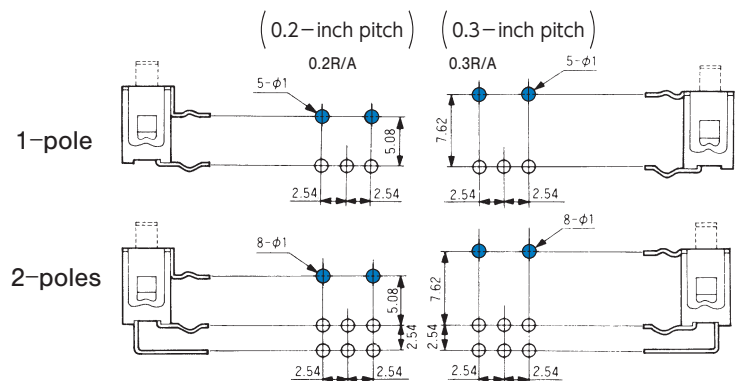 (0.2-inch pitch) (0.3-inch pitch)
0.2R/A 0.3R/A
5-φ1 5-φ1
1-pole
5.08 7.62
2.54 2.54 2.54 2.54
8-φ1 8-φ1
2-poles
5.08 7.62
2.54 2.54
2.54 2.54 2.54 2.54